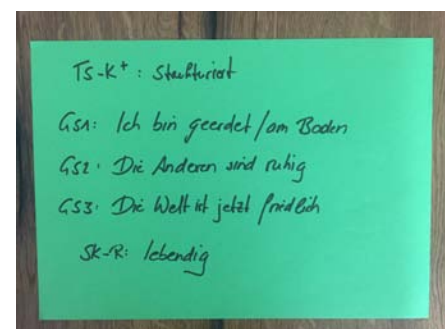 TS-K+: Strukturiert
GS1: Ich bin geerdet/am Boden
GS2: Die Anderen sind ruhig
GS3: Die Welt ist jetzt friedlich
SK-R: lebendig